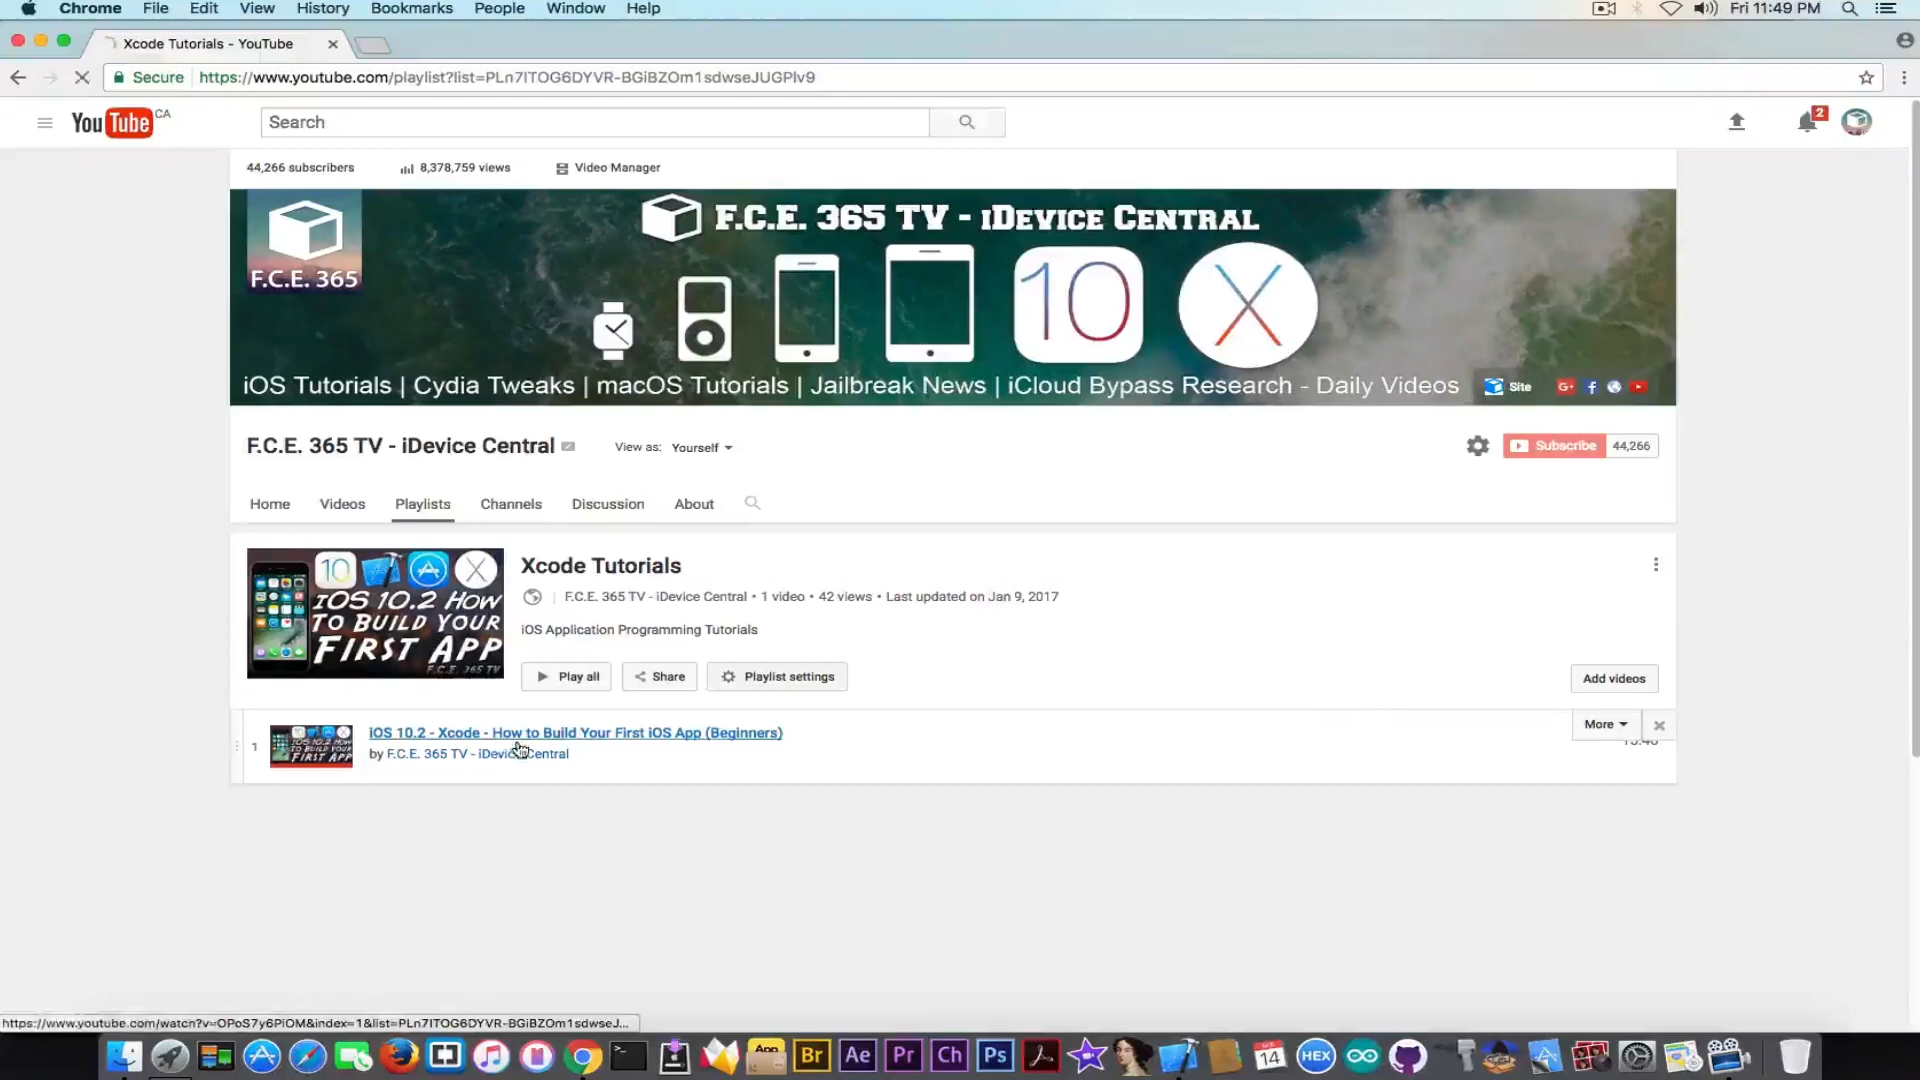 Chrome File Edit View History Bookmarks People Window Help Fri 11:49 PM
Xcode Tutorials - YouTube
Secure https://www.youtube.com/playlist?list=PLn7ITOG6DYVR-BGiBZOm1sdwseJUGPlv9
YouTube CA Search 2
44,266 subscribers 8,378,759 views Video Manager
F.C.E. 365 TV - iDevice Central
F.C.E. 365
10 X
iOS Tutorials | Cydia Tweaks | macOS Tutorials | Jailbreak News | iCloud Bypass Research - Daily Videos Site G+ f
F.C.E. 365 TV - iDevice Central View as: Yourself Subscribe 44,266
Home Videos Playlists Channels Discussion About
10
iOS 10.2 How
to build your
First App
F.C.E. 365 TV
Xcode Tutorials
F.C.E. 365 TV - iDevice Central • 1 video • 42 views • Last updated on Jan 9, 2017
iOS Application Programming Tutorials
Play all Share Playlist settings Add videos
1 iOS 10.2 - Xcode - How to Build Your First iOS App (Beginners) More
by F.C.E. 365 TV - iDevice Central
https://www.youtube.com/watch?v=OPoS7y6PiOM&index=1&list=PLn7ITOG6DYVR-BGiBZOm1sdwseJ...
App Br Ae Pr Ch Ps 14 HEX